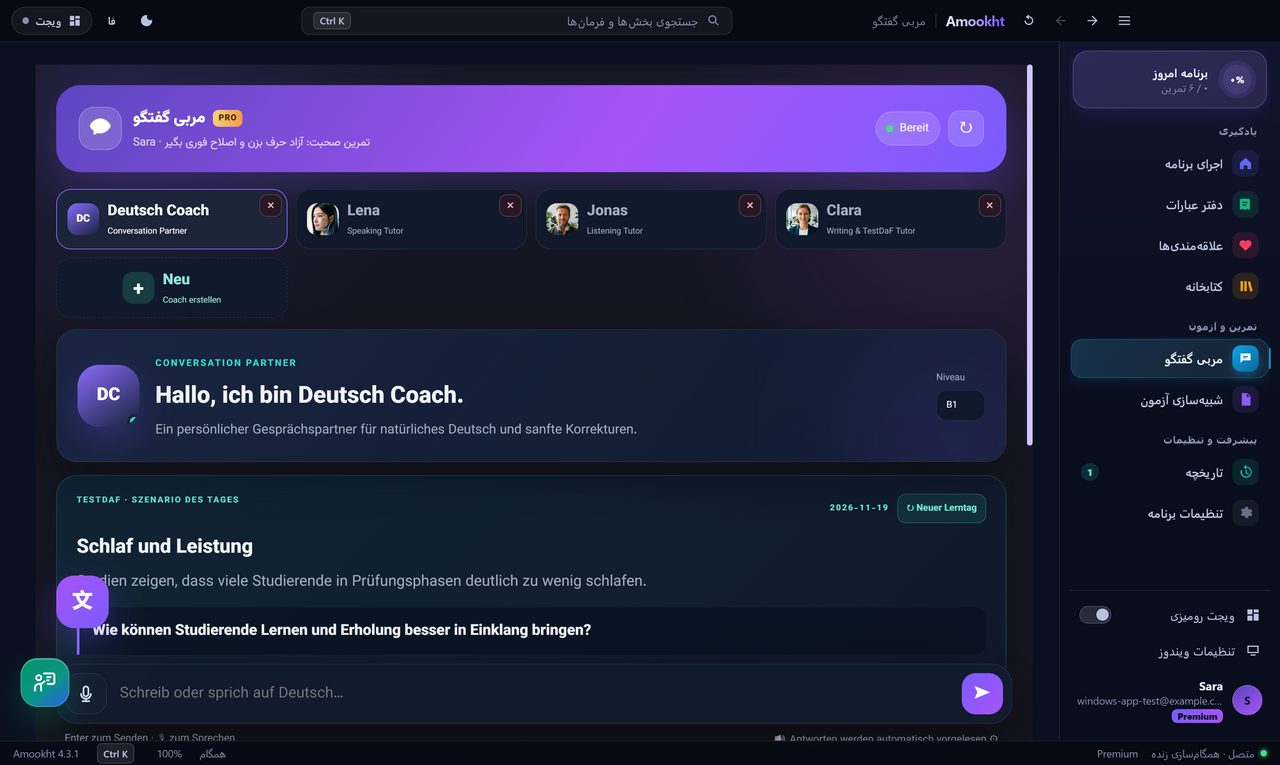 ویجت
فا
Ctrl K
جستجوی بخش‌ها و فرمان‌ها
مربی گفتگو
Amookht
مربی گفتگو PRO
تمرین صحبت: آزاد حرف بزن و اصلاح فوری بگیر · Sara
Bereit
DC
Deutsch Coach
Conversation Partner
Lena
Speaking Tutor
Jonas
Listening Tutor
Clara
Writing & TestDaF Tutor
Neu
Coach erstellen
DC
CONVERSATION PARTNER
Hallo, ich bin Deutsch Coach.
Ein persönlicher Gesprächspartner für natürliches Deutsch und sanfte Korrekturen.
Niveau
B1
TESTDAF · SZENARIO DES TAGES
2026-11-19
Neuer Lerntag
Schlaf und Leistung
dien zeigen, dass viele Studierende in Prüfungsphasen deutlich zu wenig schlafen.
文
Wie können Studierende Lernen und Erholung besser in Einklang bringen?
Schreib oder sprich auf Deutsch...
Enter zum Senden · zum Sprechen
Antworten werden automatisch vorgelesen
برنامه امروز
۰ / ۶ تمرین
۰%
یادگیری
اجرای برنامه
دفتر عبارات
علاقه‌مندی‌ها
کتابخانه
تمرین و آزمون
مربی گفتگو
شبیه‌سازی آزمون
پیشرفت و تنظیمات
تاریخچه
1
تنظیمات برنامه
ویجت رومیزی
تنظیمات ویندوز
Sara
windows-app-test@example.c...
Premium
S
Amookht 4.3.1
Ctrl K
100%
همگام
Premium
متصل · همگام‌سازی زنده